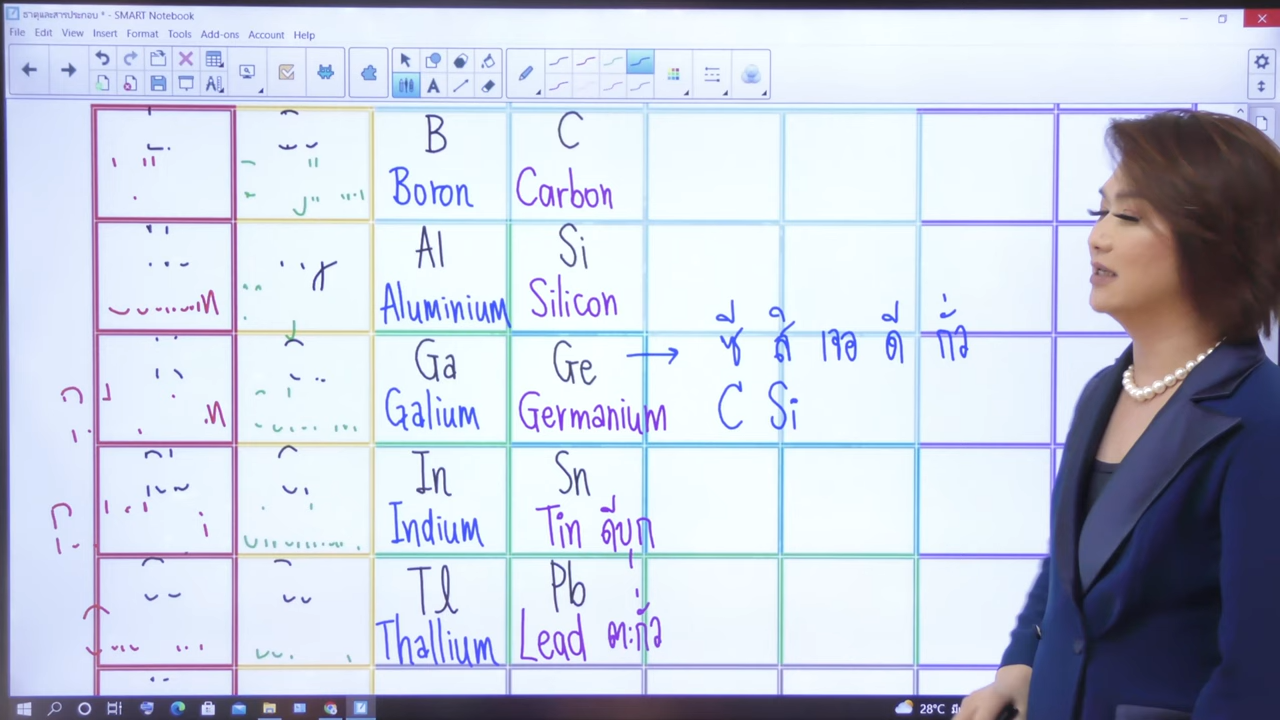 ธาตุและสารประกอบ * - SMART Notebook
File Edit View Insert Format Tools Add-ons Account Help
B C
Boron Carbon
Al Si
Aluminium Silicon
ซี สิ เจอ ดี กั่ว
Ga Ge →
Galium Germanium C Si
In Sn
Indium Tin ดีบุก
Tl Pb
Thallium Lead ตะกั่ว
28°C